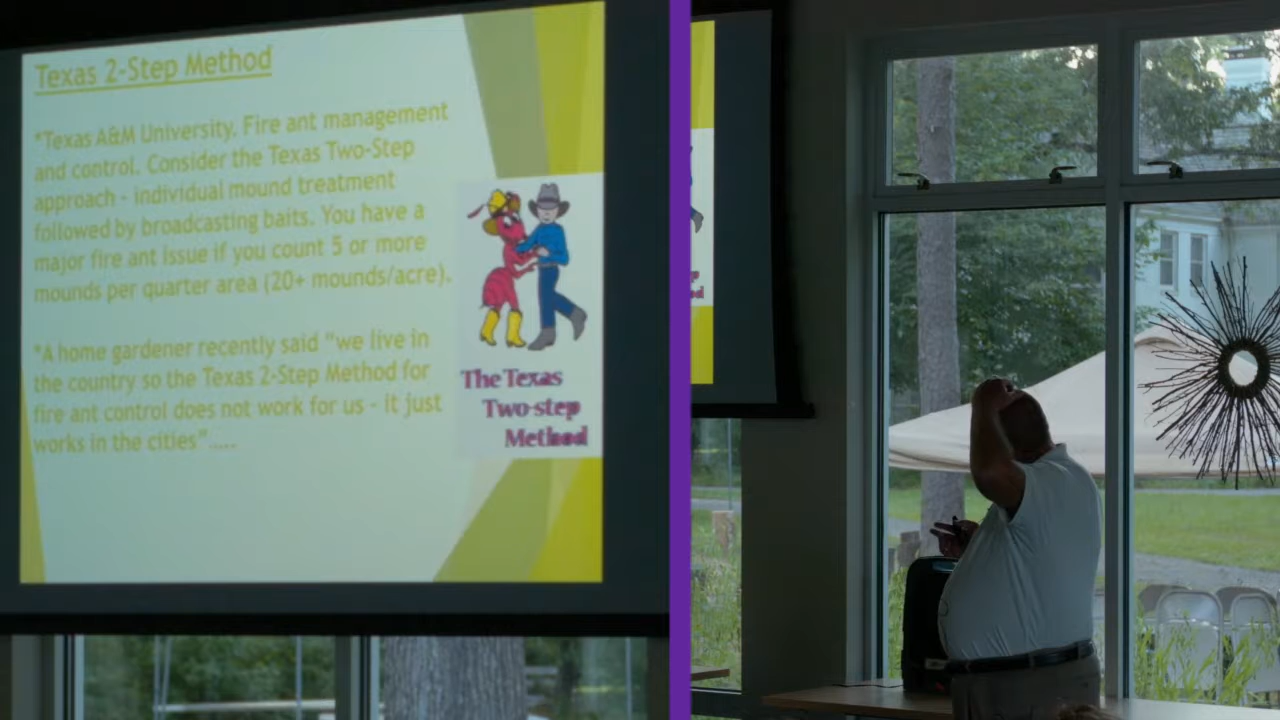 Texas 2-Step Method
*Texas A&M University. Fire ant management
and control. Consider the Texas Two-Step
approach - individual mound treatment
followed by broadcasting baits. You have a
major fire ant issue if you count 5 or more
mounds per quarter area (20+ mounds/acre).
*A home gardener recently said "we live in
the country so the Texas 2-Step Method for
fire ant control does not work for us - it just
works in the cities".....
The Texas
Two-step
Method